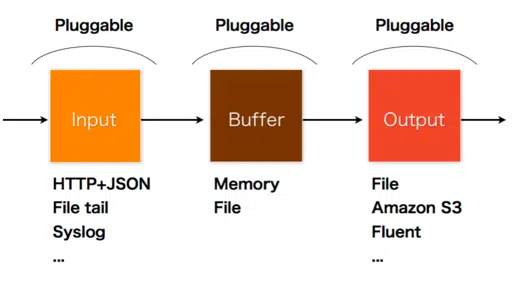 Pluggable
Pluggable
Pluggable
Input
Buffer
Output
HTTP+JSON
File tail
Syslog
...
Memory
File
File
Amazon S3
Fluent
...